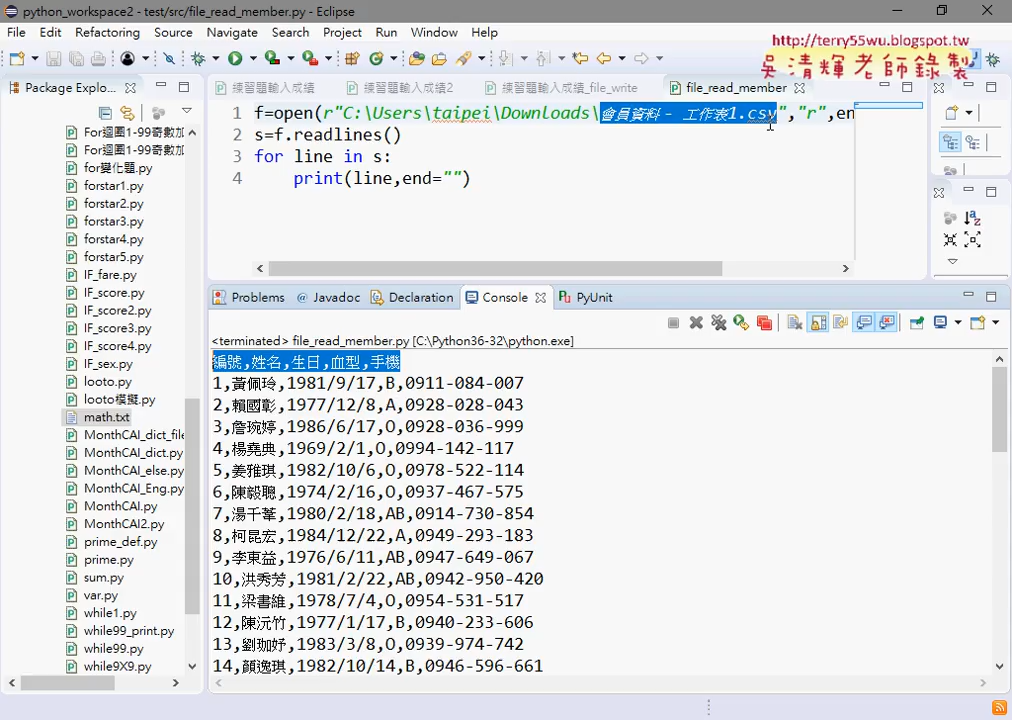 python_workspace2 - test/src/file_read_member.py - Eclipse
File Edit Refactoring Source Navigate Search Project Run Window Help
http://terry55wu.blogspot.tw
吳清輝老師錄製
Package Explo...
練習題輸入成績
練習題輸入成績2
練習題輸入成績_file_write
file_read_member
1 f=open(r"C:\Users\taipei\Downloads\會員資料 - 工作表1.csv","r",en
2 s=f.readlines()
3 for line in s:
4 print(line,end="")
For迴圈1-99奇數加
For迴圈1-99奇數加
for變化題.py
forstar1.py
forstar2.py
forstar3.py
forstar4.py
forstar5.py
IF_fare.py
IF_score.py
IF_score2.py
IF_score3.py
IF_score4.py
IF_sex.py
looto.py
looto模擬.py
math.txt
MonthCAI_dict_file
MonthCAI_dict.py
MonthCAI_else.py
MonthCAI_Eng.py
MonthCAI.py
MonthCAI2.py
prime_def.py
prime.py
sum.py
var.py
while1.py
while99_print.py
while99.py
while9X9.py
Problems Javadoc Declaration Console PyUnit
<terminated> file_read_member.py [C:\Python36-32\python.exe]
編號,姓名,生日,血型,手機
1,黃佩玲,1981/9/17,B,0911-084-007
2,賴國彰,1977/12/8,A,0928-028-043
3,詹琬婷,1986/6/17,O,0928-036-999
4,楊堯典,1969/2/1,O,0994-142-117
5,姜雅琪,1982/10/6,O,0978-522-114
6,陳毅聰,1974/2/16,O,0937-467-575
7,湯千葦,1980/2/18,AB,0914-730-854
8,柯昆宏,1984/12/22,A,0949-293-183
9,李東益,1976/6/11,AB,0947-649-067
10,洪秀芳,1981/2/22,AB,0942-950-420
11,梁書維,1978/7/4,O,0954-531-517
12,陳沅竹,1977/1/17,B,0940-233-606
13,劉珈妤,1983/3/8,O,0939-974-742
14,顏逸琪,1982/10/14,B,0946-596-661